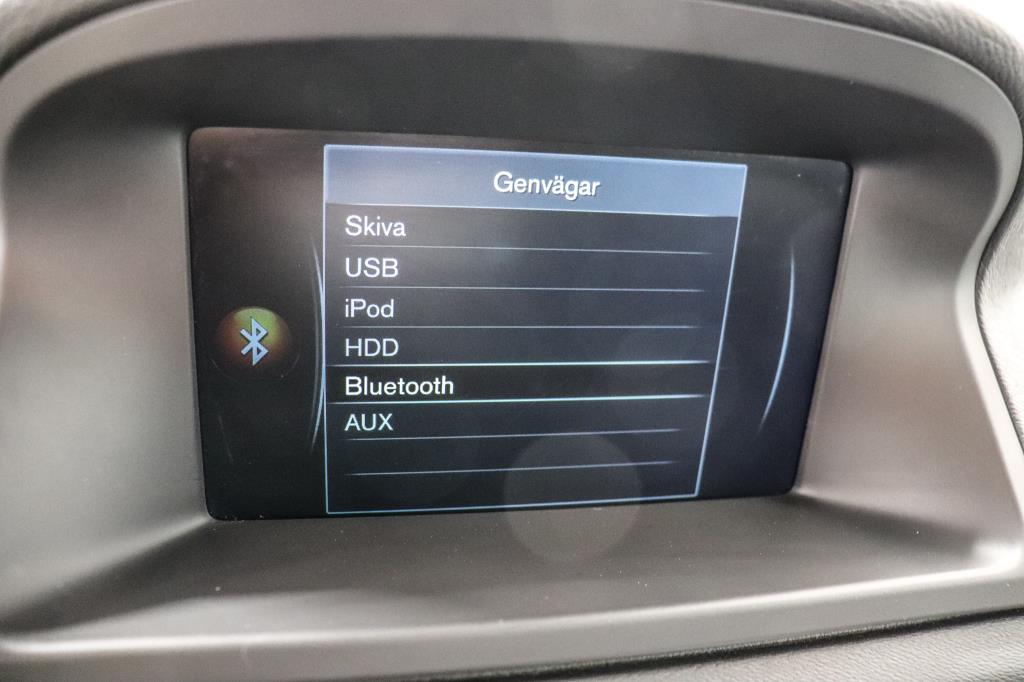 Genvägar
Skiva
USB
iPod
HDD
Bluetooth
AUX